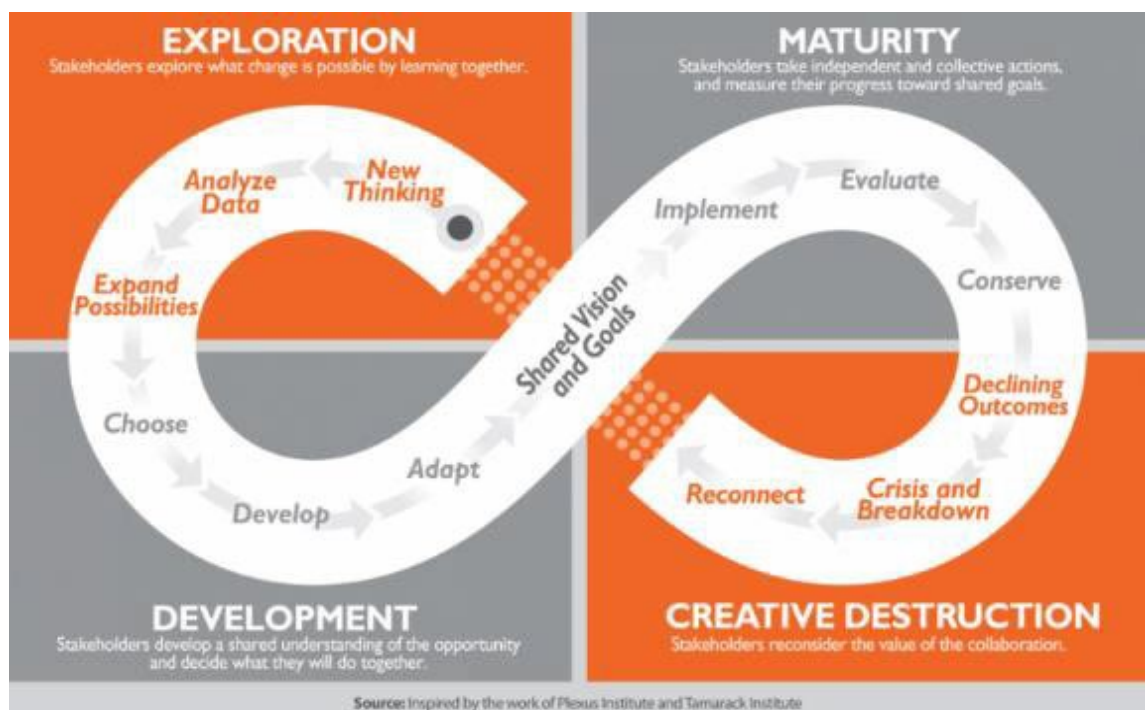 EXPLORATION
Stakeholders explore what change is possible by learning together.
MATURITY
Stakeholders take independent and collective actions,
and measure their progress toward shared goals.
New
Thinking
Analyze
Data
Expand
Possibilities
Choose
Develop
Adapt
Shared Vision
and Goals
Implement
Evaluate
Conserve
Declining
Outcomes
Crisis and
Breakdown
Reconnect
DEVELOPMENT
Stakeholders develop a shared understanding of the opportunity
and decide what they will do together.
CREATIVE DESTRUCTION
Stakeholders reconsider the value of the collaboration.
Source: Inspired by the work of Plexus Institute and Tamarack Institute